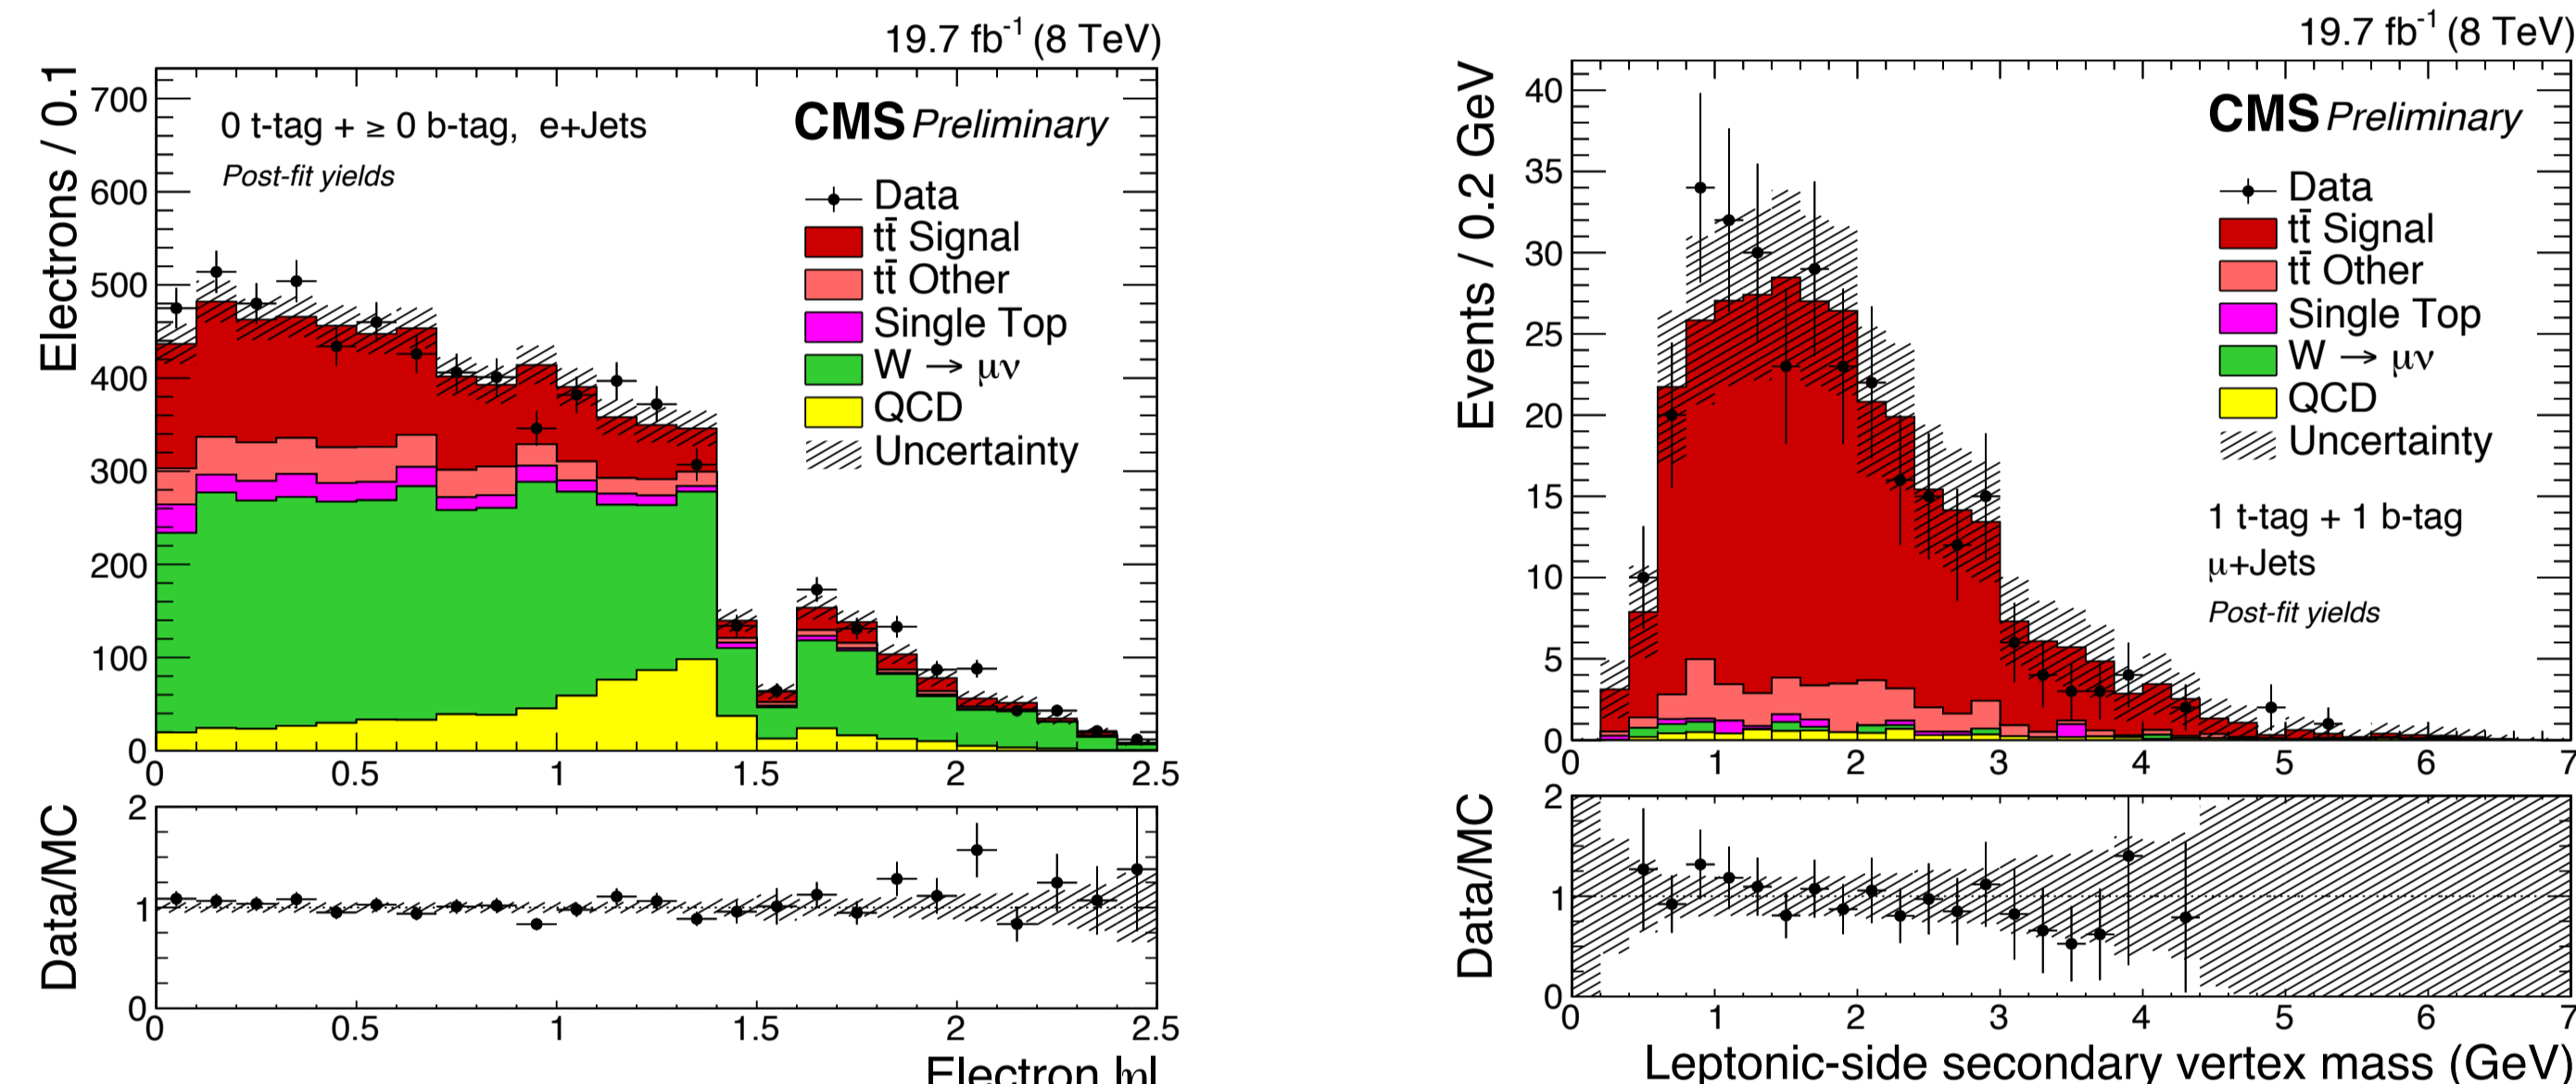 19.7 fb⁻¹ (8 TeV)
Electrons / 0.1
0 t-tag + ≥ 0 b-tag, e+Jets
Post-fit yields
CMS Preliminary
Data
tt̄ Signal
tt̄ Other
Single Top
W → μν
QCD
Uncertainty
700
600
500
400
300
200
100
0
0 0.5 1 1.5 2 2.5
Data/MC
2
1
0
0 0.5 1 1.5 2 2.5
Electron |η|
19.7 fb⁻¹ (8 TeV)
Events / 0.2 GeV
CMS Preliminary
Data
tt̄ Signal
tt̄ Other
Single Top
W → μν
QCD
Uncertainty
1 t-tag + 1 b-tag
μ+Jets
Post-fit yields
40
35
30
25
20
15
10
5
0
0 1 2 3 4 5 6 7
Data/MC
2
1
0
0 1 2 3 4 5 6 7
Leptonic-side secondary vertex mass (GeV)